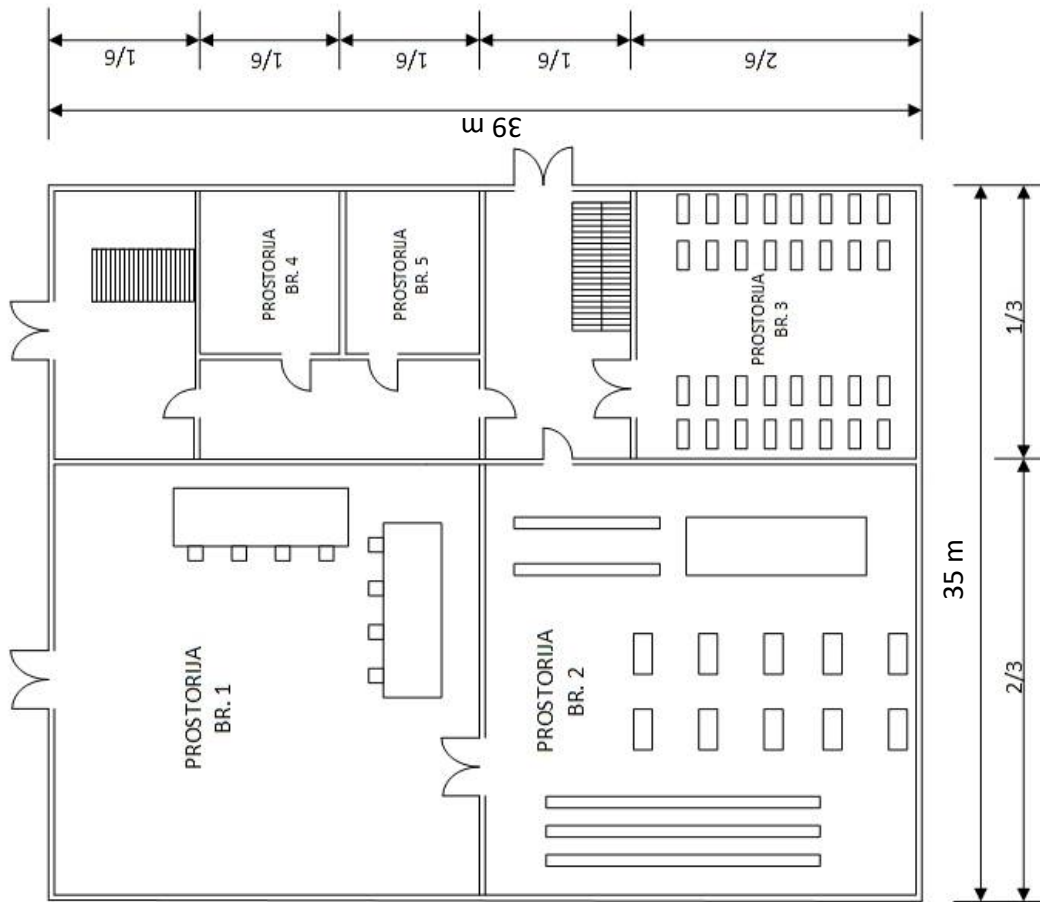 1/6
1/6
1/6
1/6
2/6
39 m
PROSTORIJA
BR. 4
PROSTORIJA
BR. 5
PROSTORIJA
BR. 3
PROSTORIJA
BR. 1
PROSTORIJA
BR. 2
1/3
2/3
35 m